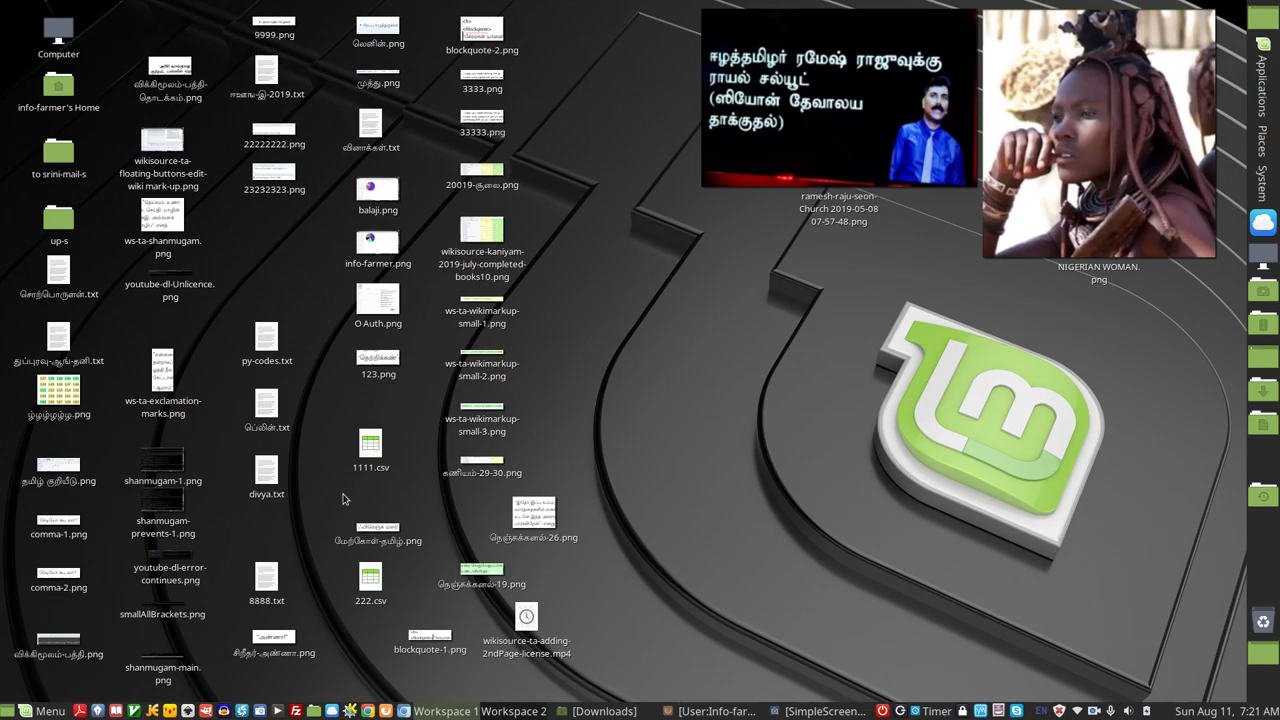 Computer
info-farmer's Home
to srini-mail-s
up-s
சொற்பொருளன்.txt
துப்புரவு-ஆங்-தனி.txt
ழ்ழ்ழ்ழ்ழ.png
தமிழ் குறியீடு.png
comma-1.png
comma-2.png
விக்கிமூலம்-பத்தி.png
விக்கிமூலம்-பத்தி-
தொடக்கம்.png
wikisource-ta-
floating-buttons-edit-
wiki mark-up.png
ws-ta-shanmugam.
png
youtube-dl-Unlicence.
png
ws-ta-exclamation-
marks.png
shanmugam-1.png
shanmugam-
prevents-1.png
youtube-dl-error-
continues.png
smallAllBrackets.png
shanmugam-main.
png
9999.png
22222222.png
23232323.png
py-codes.txt
பெலின்.txt
divya.txt
8888.txt
"அண்ணா!"
சிறீதர்-அண்ணா.png
லெனின்.png
முத்து.png
வினாக்கள்.txt
balaji.png
info-farmer.png
O Auth.png
123.png
1111.csv
மேற்கோள்-தமிழ்.png
222.csv
blockquote-1.png
blockquote-2.png
3333.png
33333.png
20019-சூலை.png
wikisource-kaniyam-
2019-july-completed-
books10.png
ws-ta-wikimarkup-
small-1.png
ws-ta-wikimarkup-
small-2.png
ws-ta-wikimarkup-
small-3.png
கணியம்-29-30.png
நெஞ்சுக்கனல்-26.png
நெஞ்சுக்கனல்-19.png
wikisource-ta-adding-
2ndPage-license.mp4
ஈழத்தமிழர் ரமேஷ் ராஜுவுக்கு
ராயல் சல்யூட்
(ஸியோன் தேவாலய
தாக்குதல்)
ramesh-raju-seon-
Church 2019-05-08
07-57-48.png
NIGERIAN WOMAN.
png
Applications Places System
Menu Workspace 1 Workspace 2 [Downloads] [User:Info-far... [SimpleScreen... Timer EN Sun Aug 11, 7:21 AM